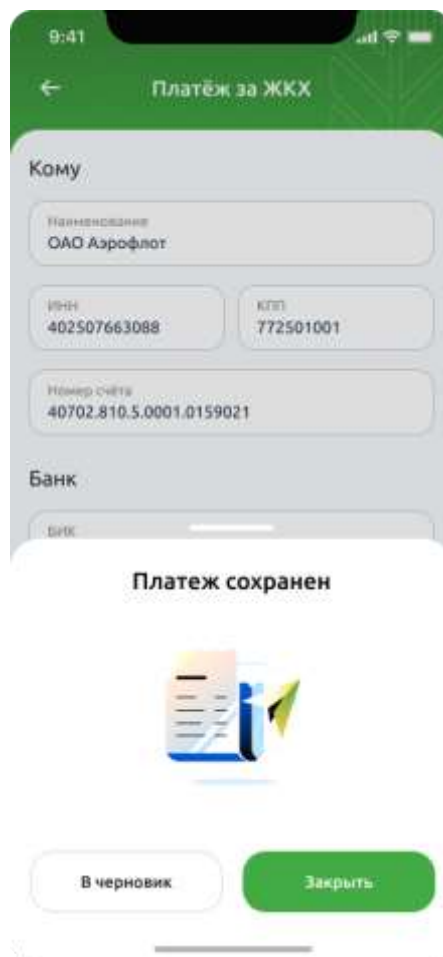 9:41
Платёж за ЖКХ
Кому
Наименование
ОАО Аэрофлот
ИНН
402507663088
КПП
772501001
Номер счёта
40702.810.5.0001.0159021
Банк
БИК
Платеж сохранен
В черновик
Закрыть